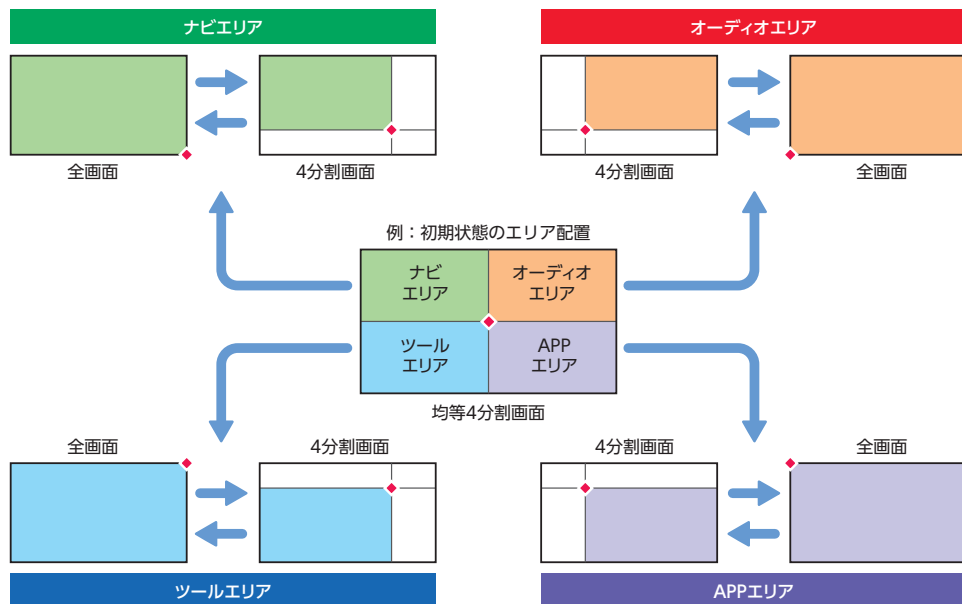 ナビエリア
オーディオエリア
全画面
4分割画面
4分割画面
全画面
例：初期状態のエリア配置
ナビ
エリア
オーディオ
エリア
ツール
エリア
APP
エリア
均等4分割画面
全画面
4分割画面
4分割画面
全画面
ツールエリア
APPエリア